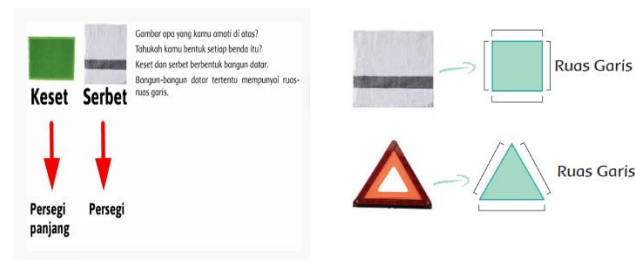 Gambar apa yang kamu amati di atas?
Tahukah kamu bentuk setiap benda itu?
Keset dan serbet berbentuk bangun datar.
Bangun-bangun datar tertentu mempunyai ruas-
ruas garis.
Keset
Serbet
Persegi
panjang
Persegi
Ruas Garis
Ruas Garis